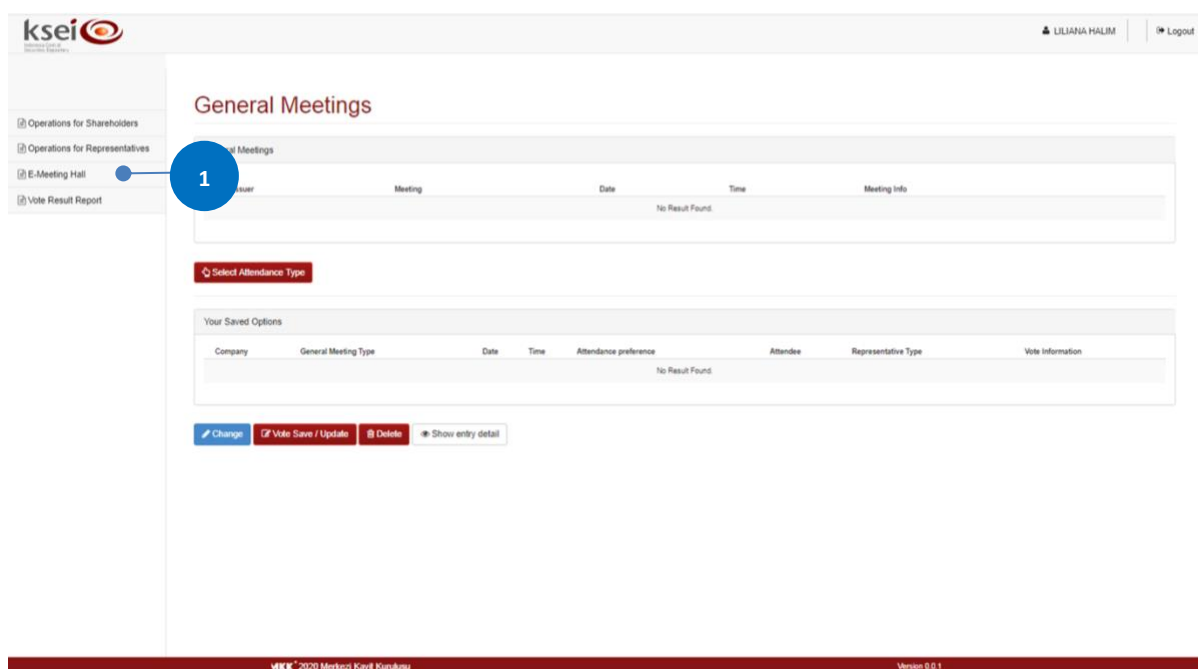 ksei
LILIANA HALIM
Logout
General Meetings
Operations for Shareholders
Operations for Representatives
E-Meeting Hall
Vote Result Report
1
Meetings
Meeting Date Time Meeting Info
No Result Found.
Select Attendance Type
Your Saved Options
Company General Meeting Type Date Time Attendance preference Attendee Representative Type Vote Information
No Result Found
Change Vote Save / Update Delete Show entry detail
MKK 2020 Merkezi Kayıt Kuruluşu Version 0.0.1